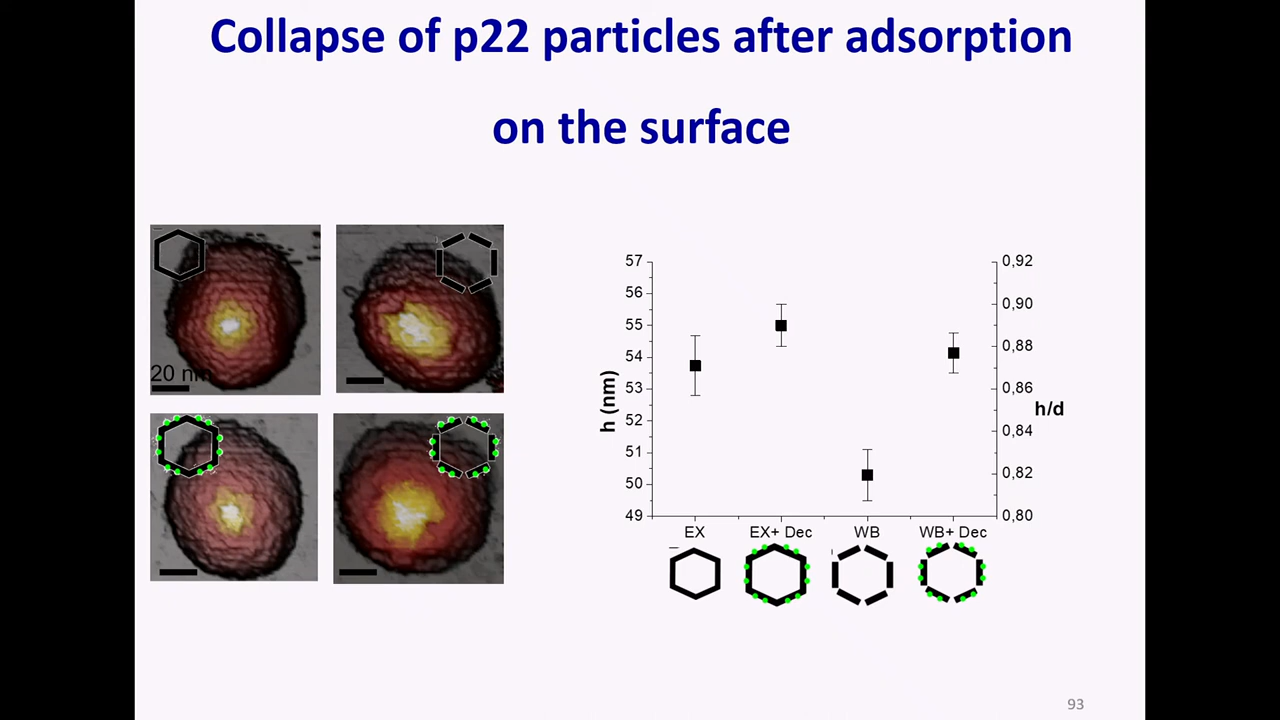 Collapse of p22 particles after adsorption
on the surface
20 nm
57
56
55
54
53
52
51
50
49
h (nm)
0,92
0,90
0,88
0,86
0,84
0,82
0,80
h/d
EX EX+ Dec WB WB+ Dec
93